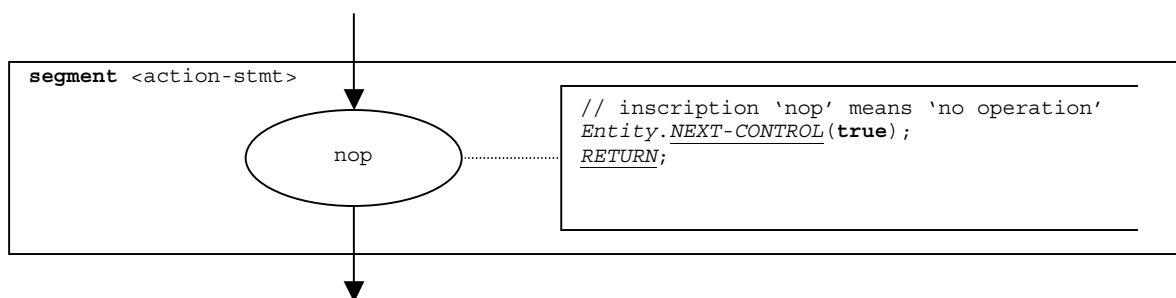 segment <action-stmt>
// inscription ‘nop’ means ‘no operation’
Entity.NEXT-CONTROL(true);
RETURN;
nop